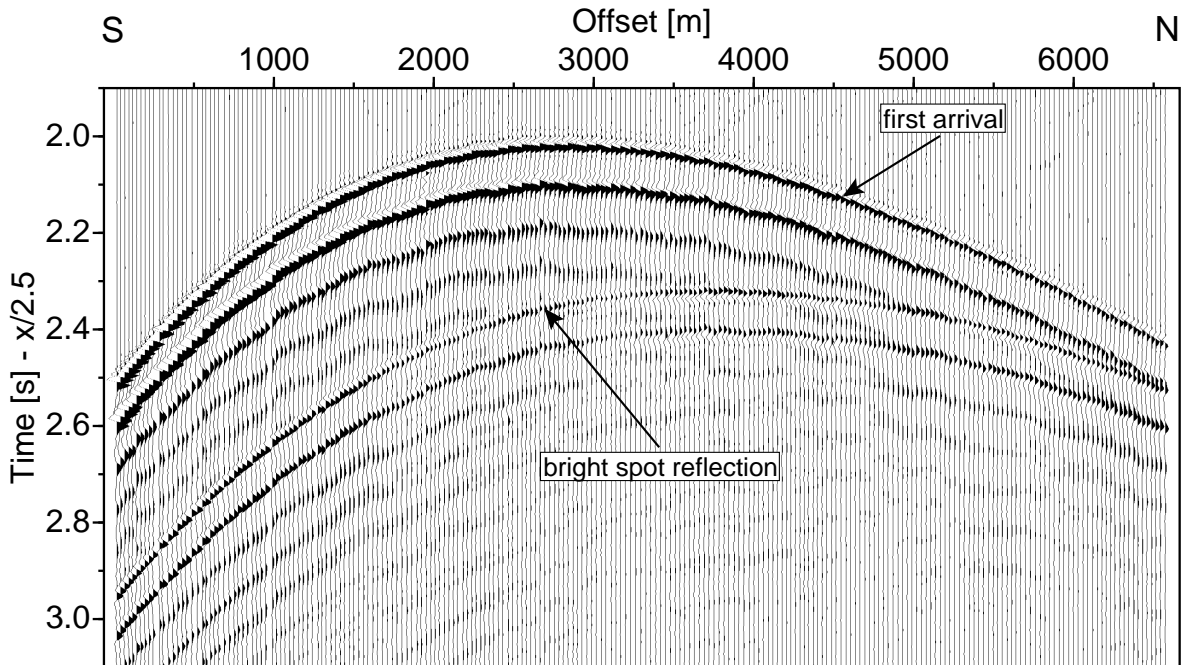 Offset [m]
S
N
1000 2000 3000 4000 5000 6000
first arrival
2.0
2.2
2.4
2.6
2.8
3.0
Time [s] - x/2.5
bright spot reflection